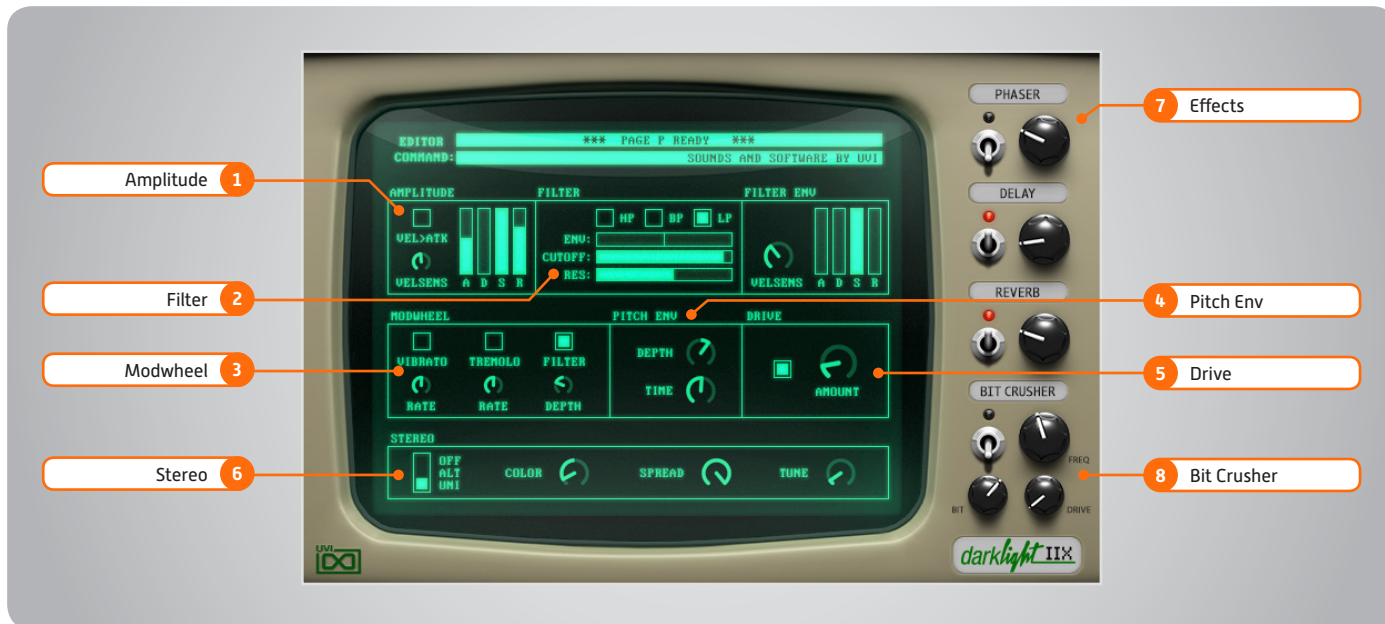 Amplitude 1
Filter 2
Modwheel 3
Stereo 6
EDITOR *** PAGE P READY ***
COMMAND: SOUNDS AND SOFTWARE BY UVI
AMPLITUDE FILTER FILTER ENV
HP BP LP
VEL>ATK ENV:
CUTOFF:
RES:
VELSENS A D S R VELSENS A D S R
MODWHEEL PITCH ENV DRIVE
VIBRATO TREMOLO FILTER DEPTH
TIME AMOUNT
RATE RATE DEPTH
STEREO
OFF
ALT
UNI
COLOR SPREAD TUNE
UVI
PHASER
DELAY
REVERB
BIT CRUSHER
FREQ
BIT DRIVE
darklight IIX
7 Effects
4 Pitch Env
5 Drive
8 Bit Crusher